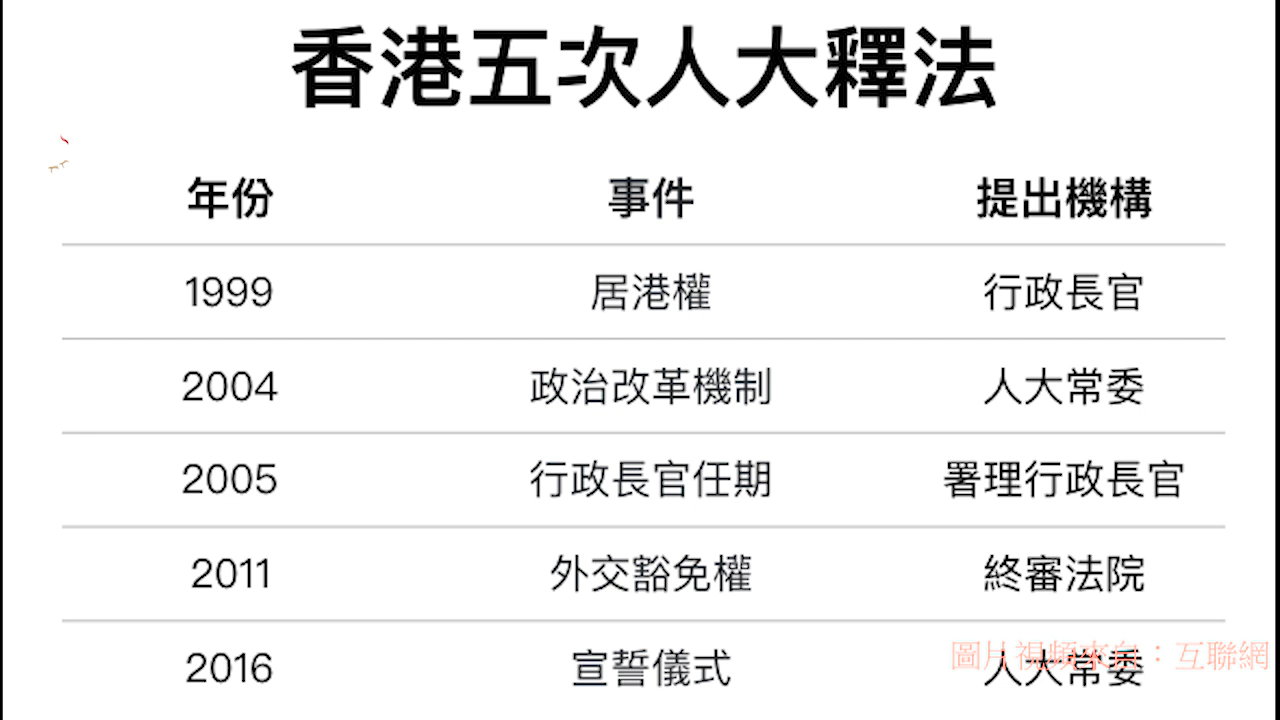 香港五次人大釋法
年份 事件 提出機構
1999 居港權 行政長官
2004 政治改革機制 人大常委
2005 行政長官任期 署理行政長官
2011 外交豁免權 終審法院
2016 宣誓儀式 人大常委
圖片視頻來自：互聯網